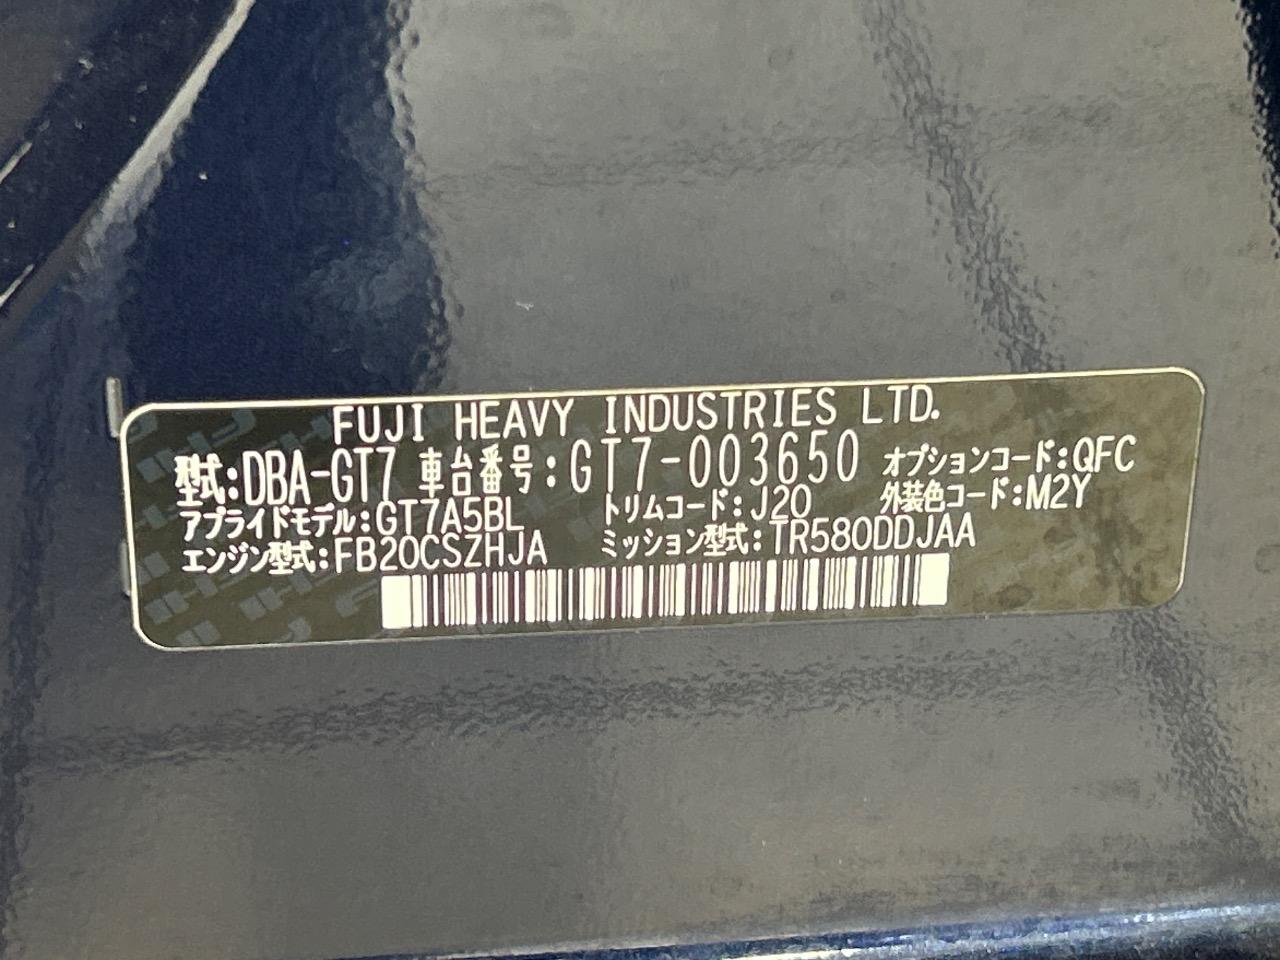 FUJI HEAVY INDUSTRIES LTD.
型式:DBA-GT7 車台番号:GT7-003650 オプションコード:QFC
アプライドモデル:GT7A5BL トリムコード:J20 外装色コード:M2Y
エンジン型式:FB20CSZHJA ミッション型式:TR580DDJAA